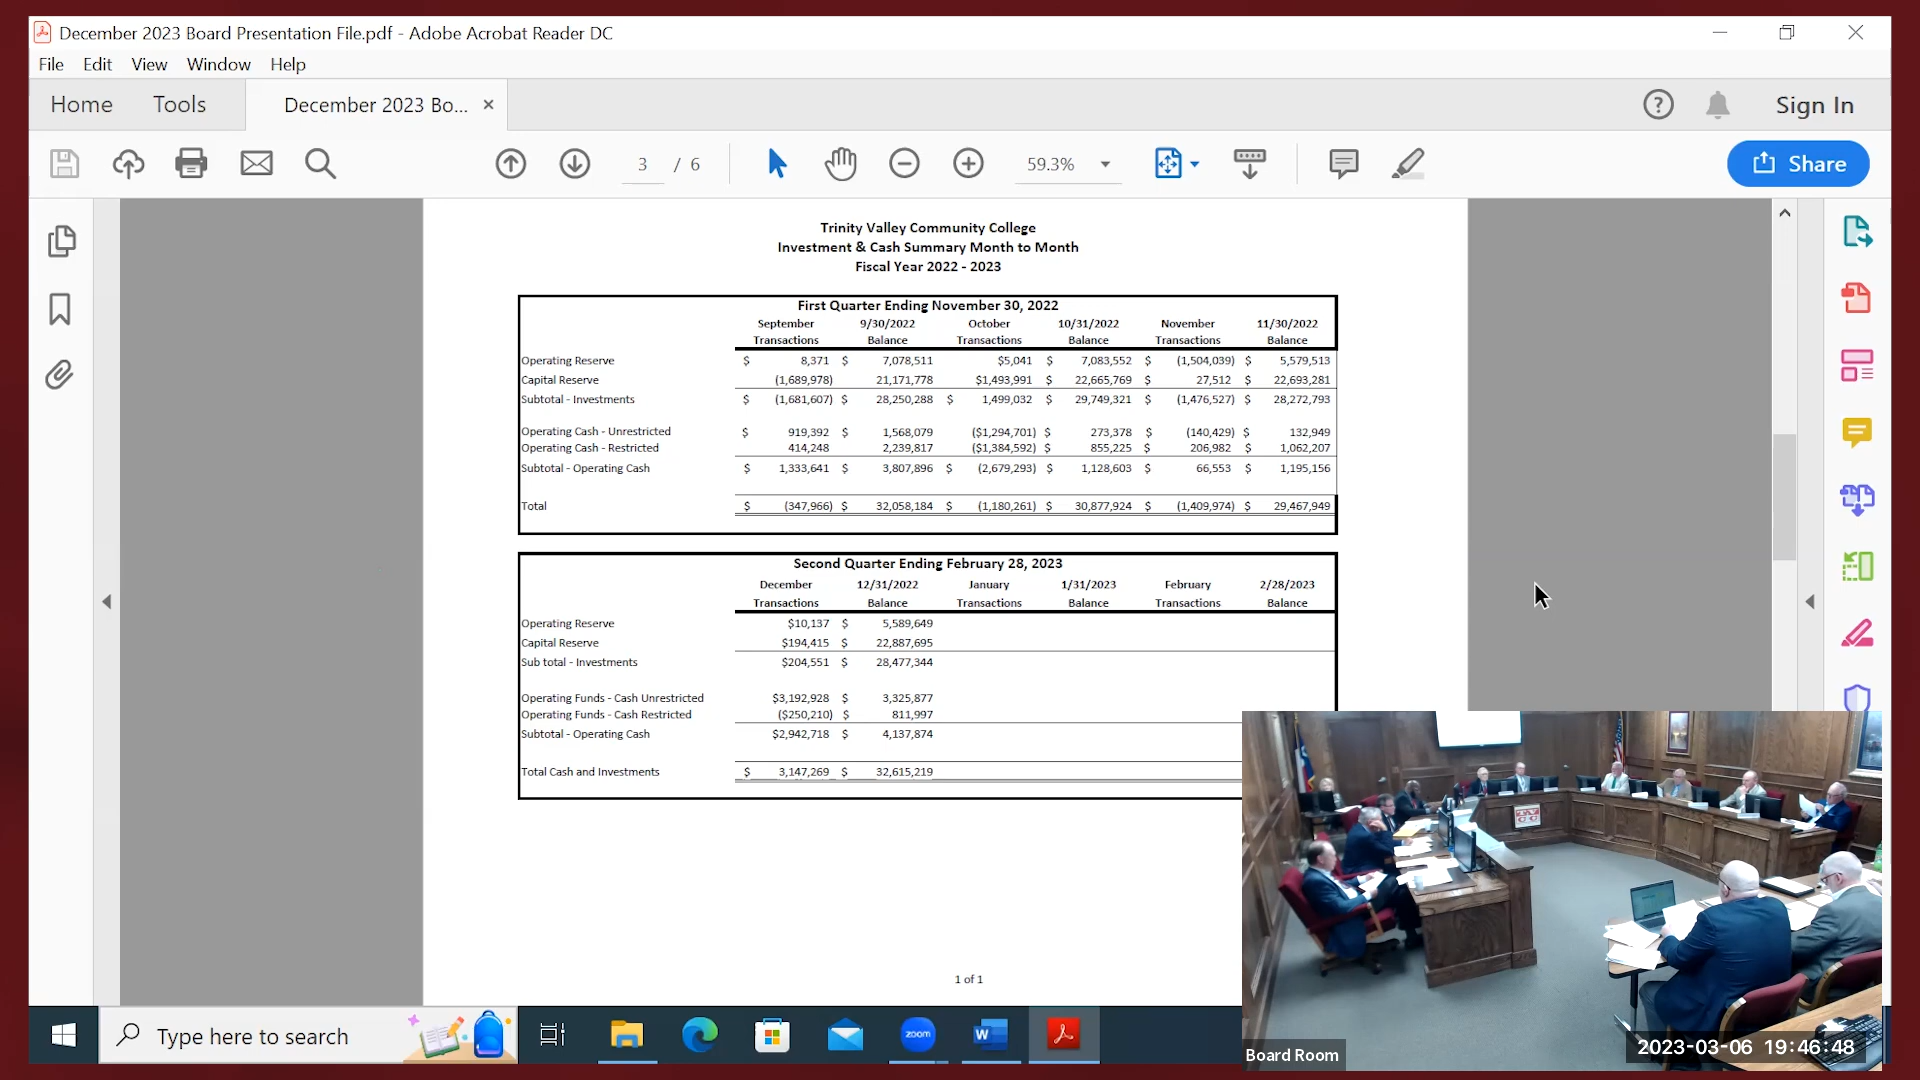 December 2023 Board Presentation File.pdf - Adobe Acrobat Reader DC
File Edit View Window Help
Home Tools December 2023 Bo... × Sign In
3 / 6 59.3% Share
Trinity Valley Community College
Investment & Cash Summary Month to Month
Fiscal Year 2022 - 2023
First Quarter Ending November 30, 2022
September 9/30/2022 October 10/31/2022 November 11/30/2022
Transactions Balance Transactions Balance Transactions Balance
Operating Reserve $ 8,371 $ 7,078,511 $5,041 $ 7,083,552 $ (1,504,039) $ 5,579,513
Capital Reserve (1,689,978) 21,171,778 $1,493,991 $ 22,665,769 $ 27,512 $ 22,693,281
Subtotal - Investments $ (1,681,607) $ 28,250,288 $ 1,499,032 $ 29,749,321 $ (1,476,527) $ 28,272,793
Operating Cash - Unrestricted $ 919,392 $ 1,568,079 ($1,294,701) $ 273,378 $ (140,429) $ 132,949
Operating Cash - Restricted 414,248 2,239,817 ($1,384,592) $ 855,225 $ 206,982 $ 1,062,207
Subtotal - Operating Cash $ 1,333,641 $ 3,807,896 $ (2,679,293) $ 1,128,603 $ 66,553 $ 1,195,156
Total $ (347,966) $ 32,058,184 $ (1,180,261) $ 30,877,924 $ (1,409,974) $ 29,467,949
Second Quarter Ending February 28, 2023
December 12/31/2022 January 1/31/2023 February 2/28/2023
Transactions Balance Transactions Balance Transactions Balance
Operating Reserve $10,137 $ 5,589,649
Capital Reserve $194,415 $ 22,887,695
Sub total - Investments $204,551 $ 28,477,344
Operating Funds - Cash Unrestricted $3,192,928 $ 3,325,877
Operating Funds - Cash Restricted ($250,210) $ 811,997
Subtotal - Operating Cash $2,942,718 $ 4,137,874
Total Cash and Investments $ 3,147,269 $ 32,615,219
1 of 1
Type here to search
zoom
W
Board Room
2023-03-06 19:46:48